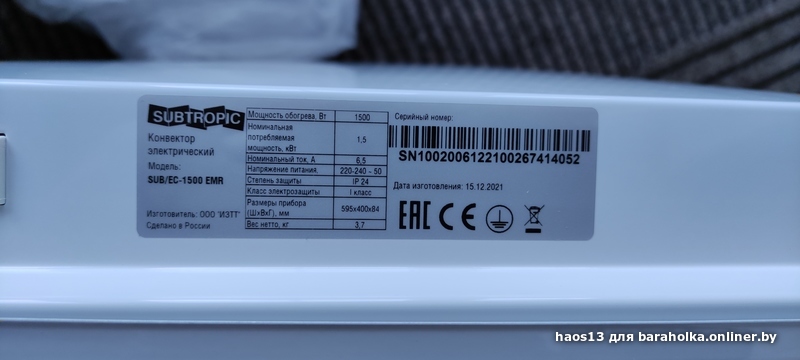 SUBTROPIC
Конвектор
электрический
Модель:
SUB/EC-1500 EMR
Изготовитель: ООО "ИЗТТ"
Сделано в России
Мощность обогрева, Вт 1500
Номинальная
потребляемая
мощность, кВт 1,5
Номинальный ток, А 6,5
Напряжение питания, 220-240 - 50
Степень защиты IP 24
Класс электрозащиты I класс
Размеры прибора
(ШхВхГ), мм 595x400x84
Вес нетто, кг 3,7
Серийный номер:
SN1002006122100267414052
Дата изготовления: 15.12.2021
EAC CE
haos13 для baraholka.onliner.by